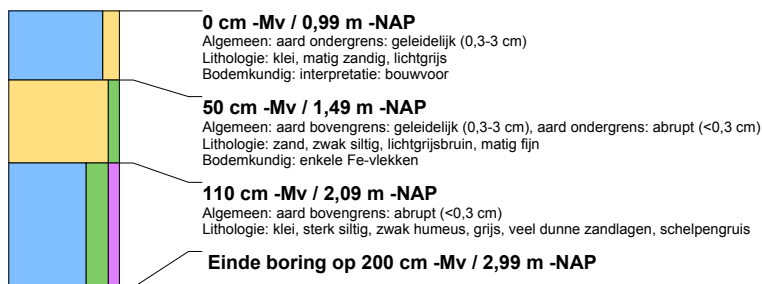 0 cm -Mv / 0,99 m -NAP
Algemeen: aard ondergrens: geleidelijk (0,3-3 cm)
Lithologie: klei, matig zandig, lichtgrijs
Bodemkundig: interpretatie: bouwvoor
50 cm -Mv / 1,49 m -NAP
Algemeen: aard bovengrens: geleidelijk (0,3-3 cm), aard ondergrens: abrupt (<0,3 cm)
Lithologie: zand, zwak siltig, lichtgrijsbruin, matig fijn
Bodemkundig: enkele Fe-vlekken
110 cm -Mv / 2,09 m -NAP
Algemeen: aard bovengrens: abrupt (<0,3 cm)
Lithologie: klei, sterk siltig, zwak humeus, grijs, veel dunne zandlagen, schelpengruis
Einde boring op 200 cm -Mv / 2,99 m -NAP